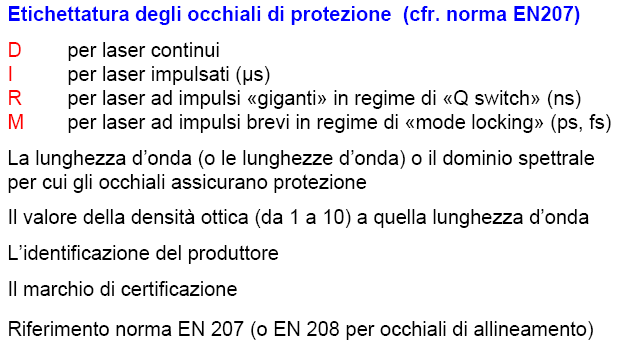 Etichettatura degli occhiali di protezione (cfr. norma EN207)
D per laser continui
I per laser impulsati (µs)
R per laser ad impulsi «giganti» in regime di «Q switch» (ns)
M per laser ad impulsi brevi in regime di «mode locking» (ps, fs)
La lunghezza d’onda (o le lunghezze d’onda) o il dominio spettrale
per cui gli occhiali assicurano protezione
Il valore della densità ottica (da 1 a 10) a quella lunghezza d’onda
L’identificazione del produttore
Il marchio di certificazione
Riferimento norma EN 207 (o EN 208 per occhiali di allineamento)